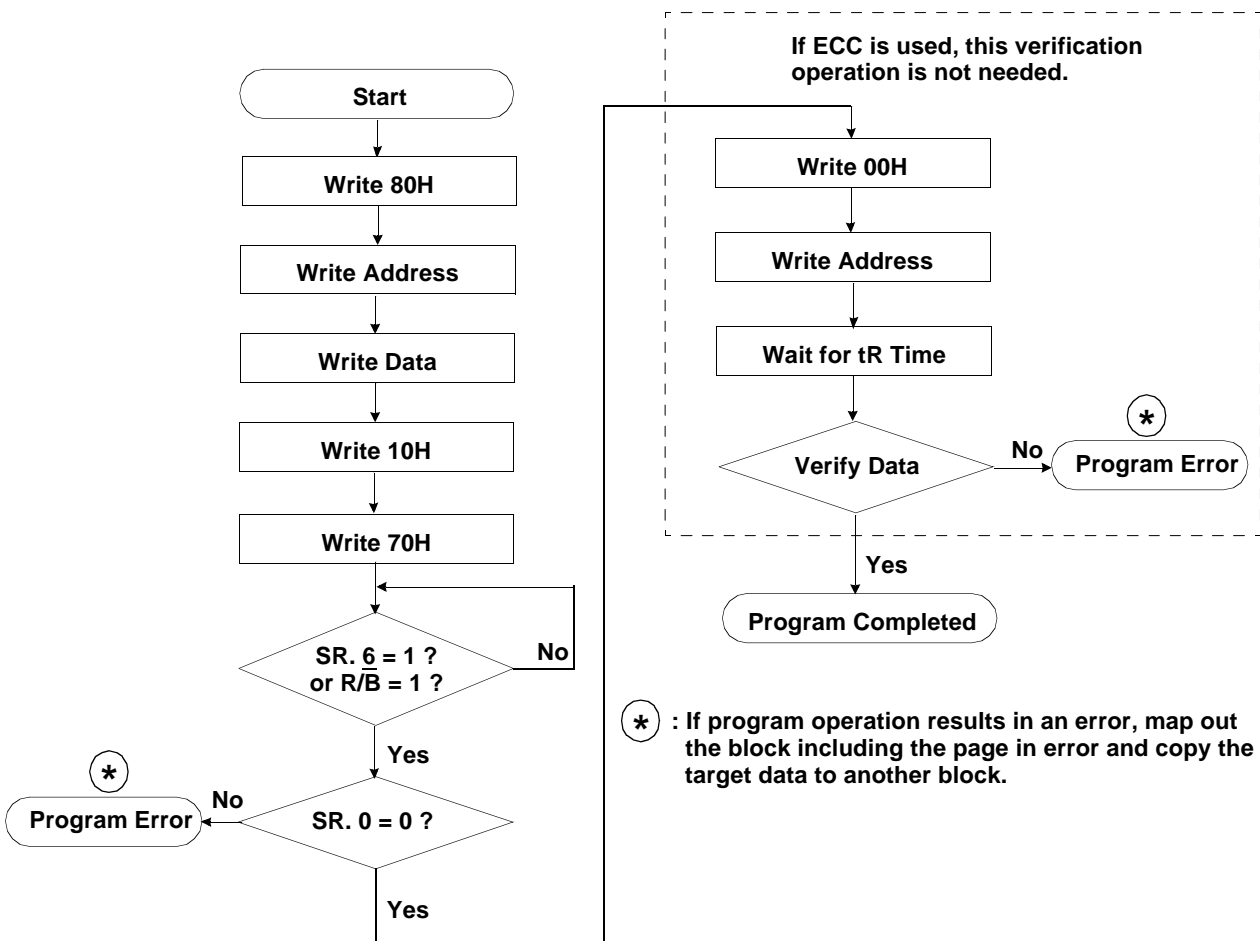 Start
Write 80H
Write Address
Write Data
Write 10H
Write 70H
SR. 6 = 1 ?
or R/B̅ = 1 ?
No
Yes
*
Program Error
No
SR. 0 = 0 ?
Yes
If ECC is used, this verification
operation is not needed.
Write 00H
Write Address
Wait for tR Time
Verify Data
No
*
Program Error
Yes
Program Completed
* : If program operation results in an error, map out
the block including the page in error and copy the
target data to another block.